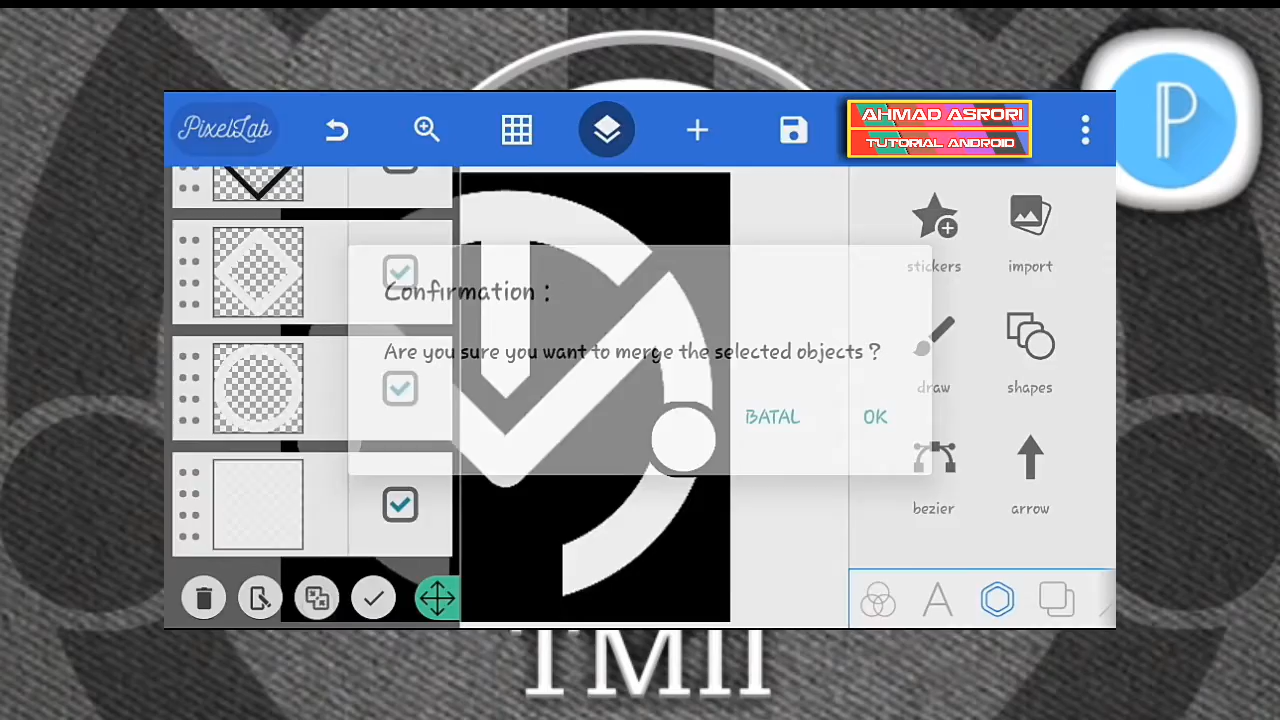 PixelLab
AHMAD ASRORI
TUTORIAL ANDROID
P
stickers
import
Confirmation :
Are you sure you want to merge the selected objects ?
draw
shapes
BATAL
OK
bezier
arrow
A
TMII